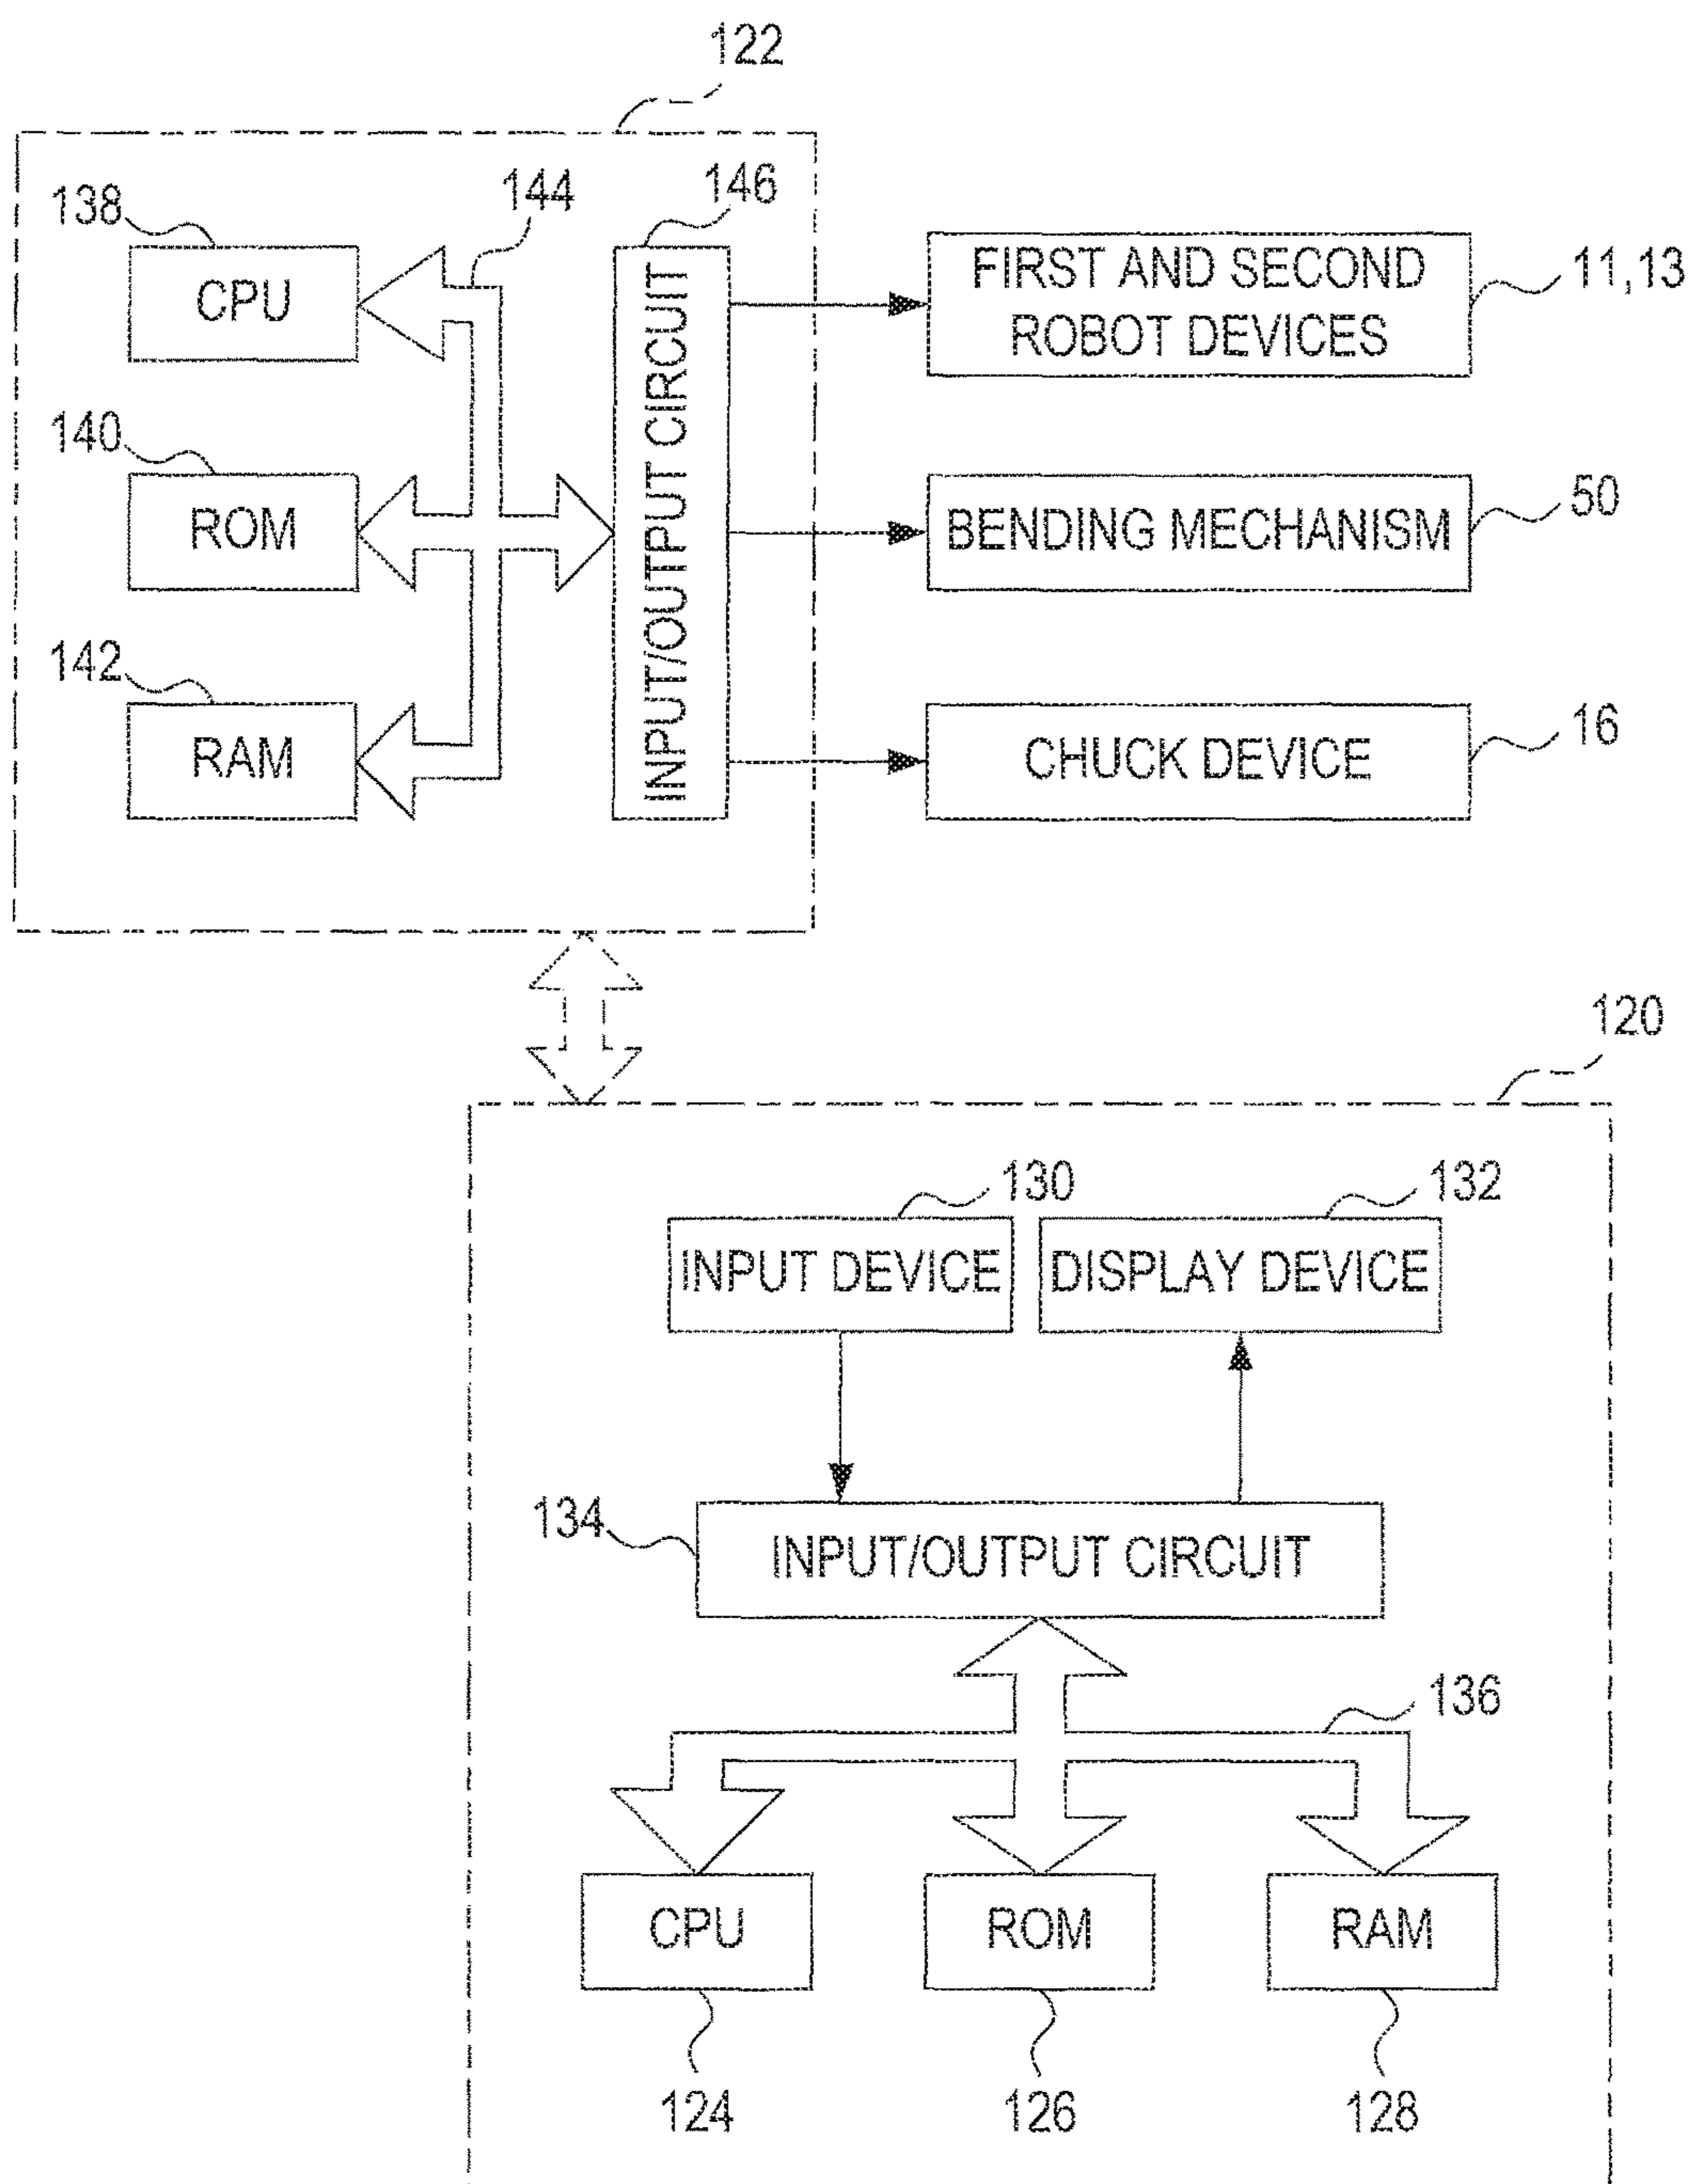 122
138
144
146
CPU
INPUT/OUTPUT CIRCUIT
FIRST AND SECOND
ROBOT DEVICES
11,13
140
ROM
BENDING MECHANISM
50
142
RAM
CHUCK DEVICE
16
120
130
132
INPUT DEVICE
DISPLAY DEVICE
134
INPUT/OUTPUT CIRCUIT
136
CPU
ROM
RAM
124
126
128